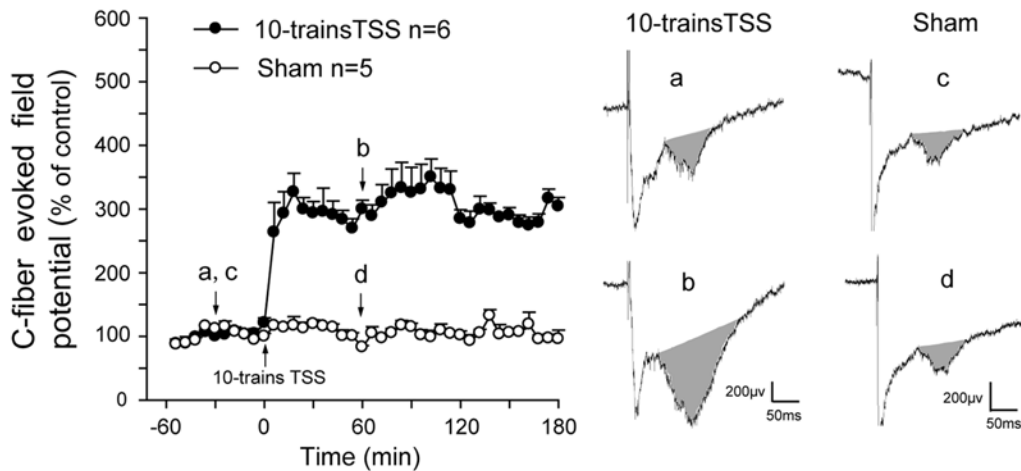 10-trainsTSS n=6
Sham n=5
C-fiber evoked field
potential (% of control)
600
500
400
300
200
100
0
a, c
b
d
10-trains TSS
-60
0
60
120
180
Time (min)
10-trainsTSS
Sham
a
c
b
d
200μv
50ms
200μv
50ms